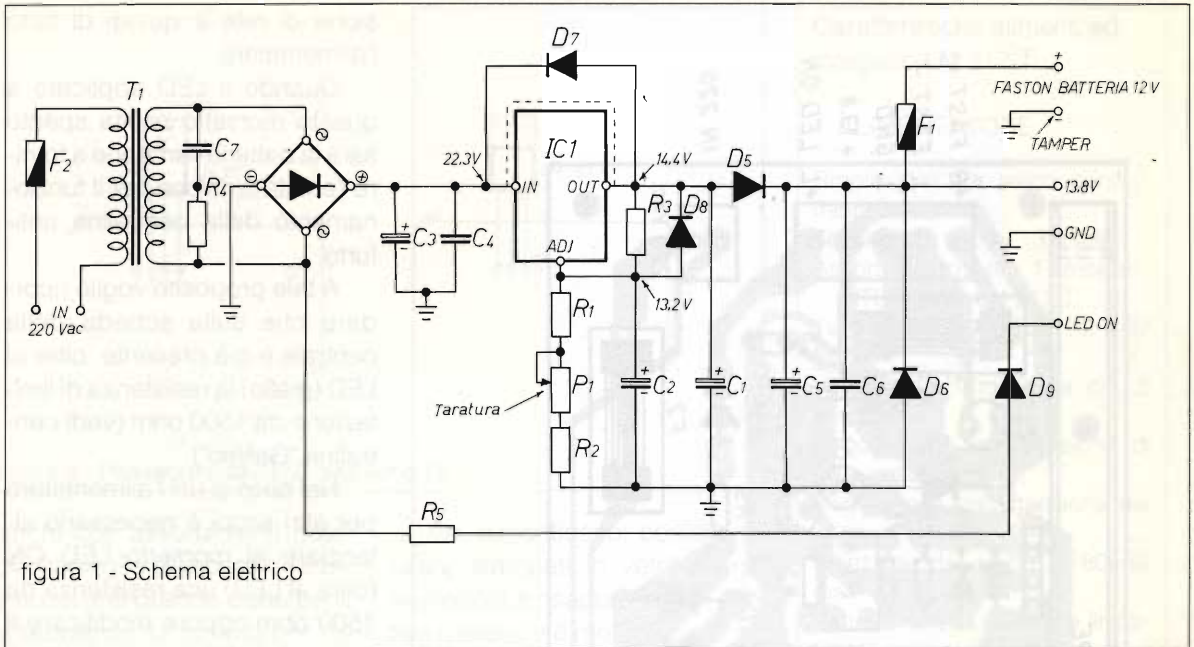 D7
T1
F2
C7
R4
22.3V
IN
IC1
OUT
ADJ
14.4V
D5
F1
+
FASTON BATTERIA 12V
-
TAMPER
13.8V
GND
LED ON
C3
C4
R3
D8
13.2V
R1
P1
Taratura
R2
C2
C1
C5
C6
D6
D9
IN
220 Vac
R5
figura 1 - Schema elettrico